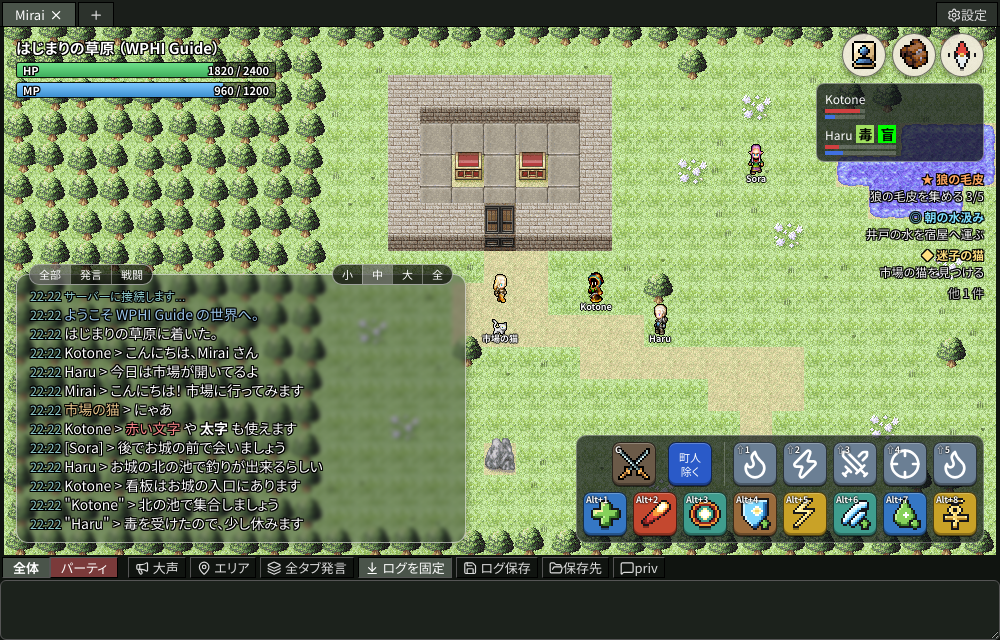 Mirai ×
+
設定
はじまりの草原 (WPHI Guide)
HP 1820 / 2400
MP 960 / 1200
Kotone
Haru 毒 盲
Sora
★ 狼の毛皮
狼の毛皮を集める 3/5
◎ 朝の水汲み
井戸の水を宿屋へ運ぶ
◇ 迷子の猫
市場の猫を見つける
他 1 件
Kotone
Haru
市場の猫
全部 発言 戦闘
小 中 大 全
22:22 サーバーに接続します...
22:22 ようこそ WPHI Guide の世界へ。
22:22 はじまりの草原に着いた。
22:22 Kotone > こんにちは、Mirai さん
22:22 Haru > 今日は市場が開いてるよ
22:22 Mirai > こんにちは! 市場に行ってみます
22:22 市場の猫 > にゃあ
22:22 Kotone > 赤い文字 や 太字 も使えます
22:22 [Sora] > 後でお城の前で会いましょう
22:22 Haru > お城の北の池で釣りが出来るらしい
22:22 Kotone > 看板はお城の入口にあります
22:22 "Kotone" > 北の池で集合しましょう
22:22 "Haru" > 毒を受けたので、少し休みます
町人
除く
⇧1 ⇧2 ⇧3 ⇧4 ⇧5
Alt+1 Alt+2 Alt+3 Alt+4 Alt+5 Alt+6 Alt+7 Alt+8
全体 パーティ 大声 エリア 全タブ発言 ログを固定 ログ保存 保存先 priv